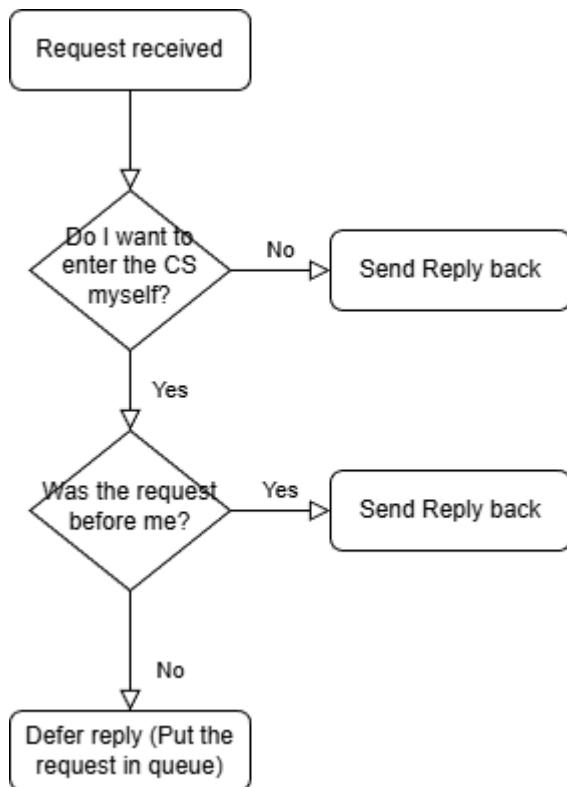 Request received
Do I want to
enter the CS
myself?
No
Send Reply back
Yes
Was the request
before me?
Yes
Send Reply back
No
Defer reply (Put the
request in queue)